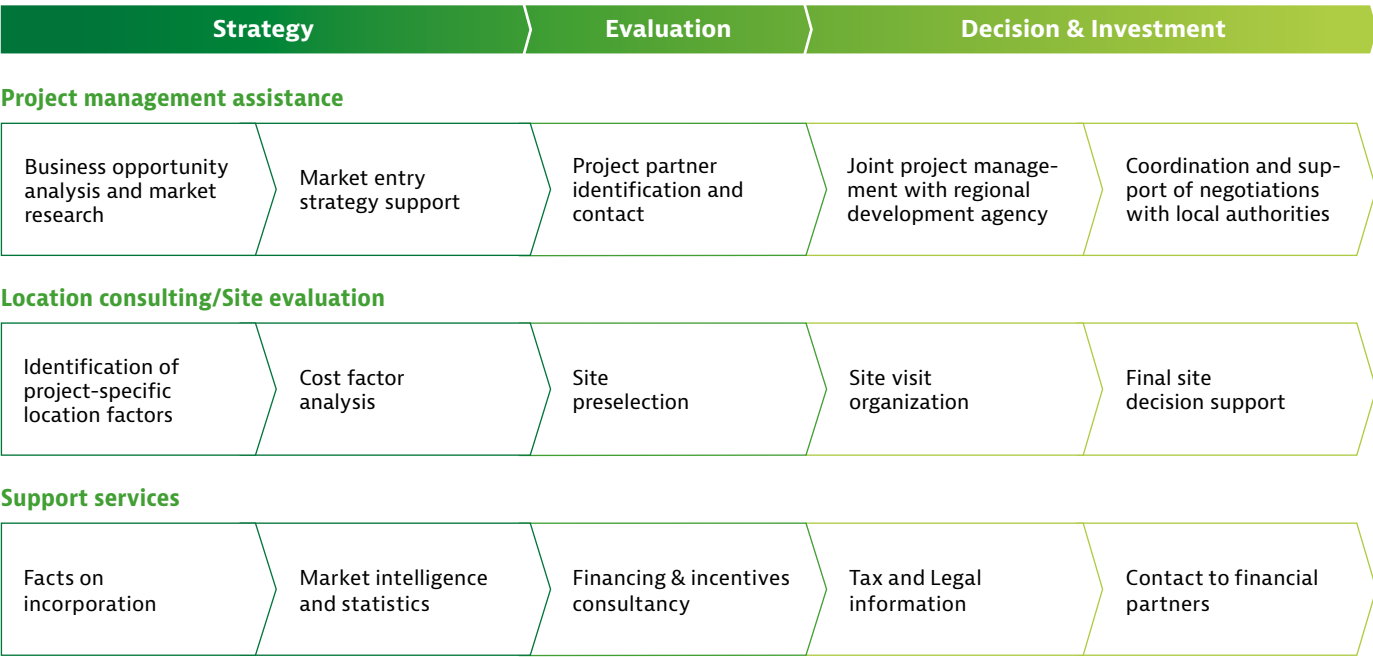 Strategy
Evaluation
Decision & Investment
Project management assistance
Business opportunity
analysis and market
research
Market entry
strategy support
Project partner
identification and
contact
Joint project manage-
ment with regional
development agency
Coordination and sup-
port of negotiations
with local authorities
Location consulting/Site evaluation
Identification of
project-specific
location factors
Cost factor
analysis
Site
preselection
Site visit
organization
Final site
decision support
Support services
Facts on
incorporation
Market intelligence
and statistics
Financing & incentives
consultancy
Tax and Legal
information
Contact to financial
partners